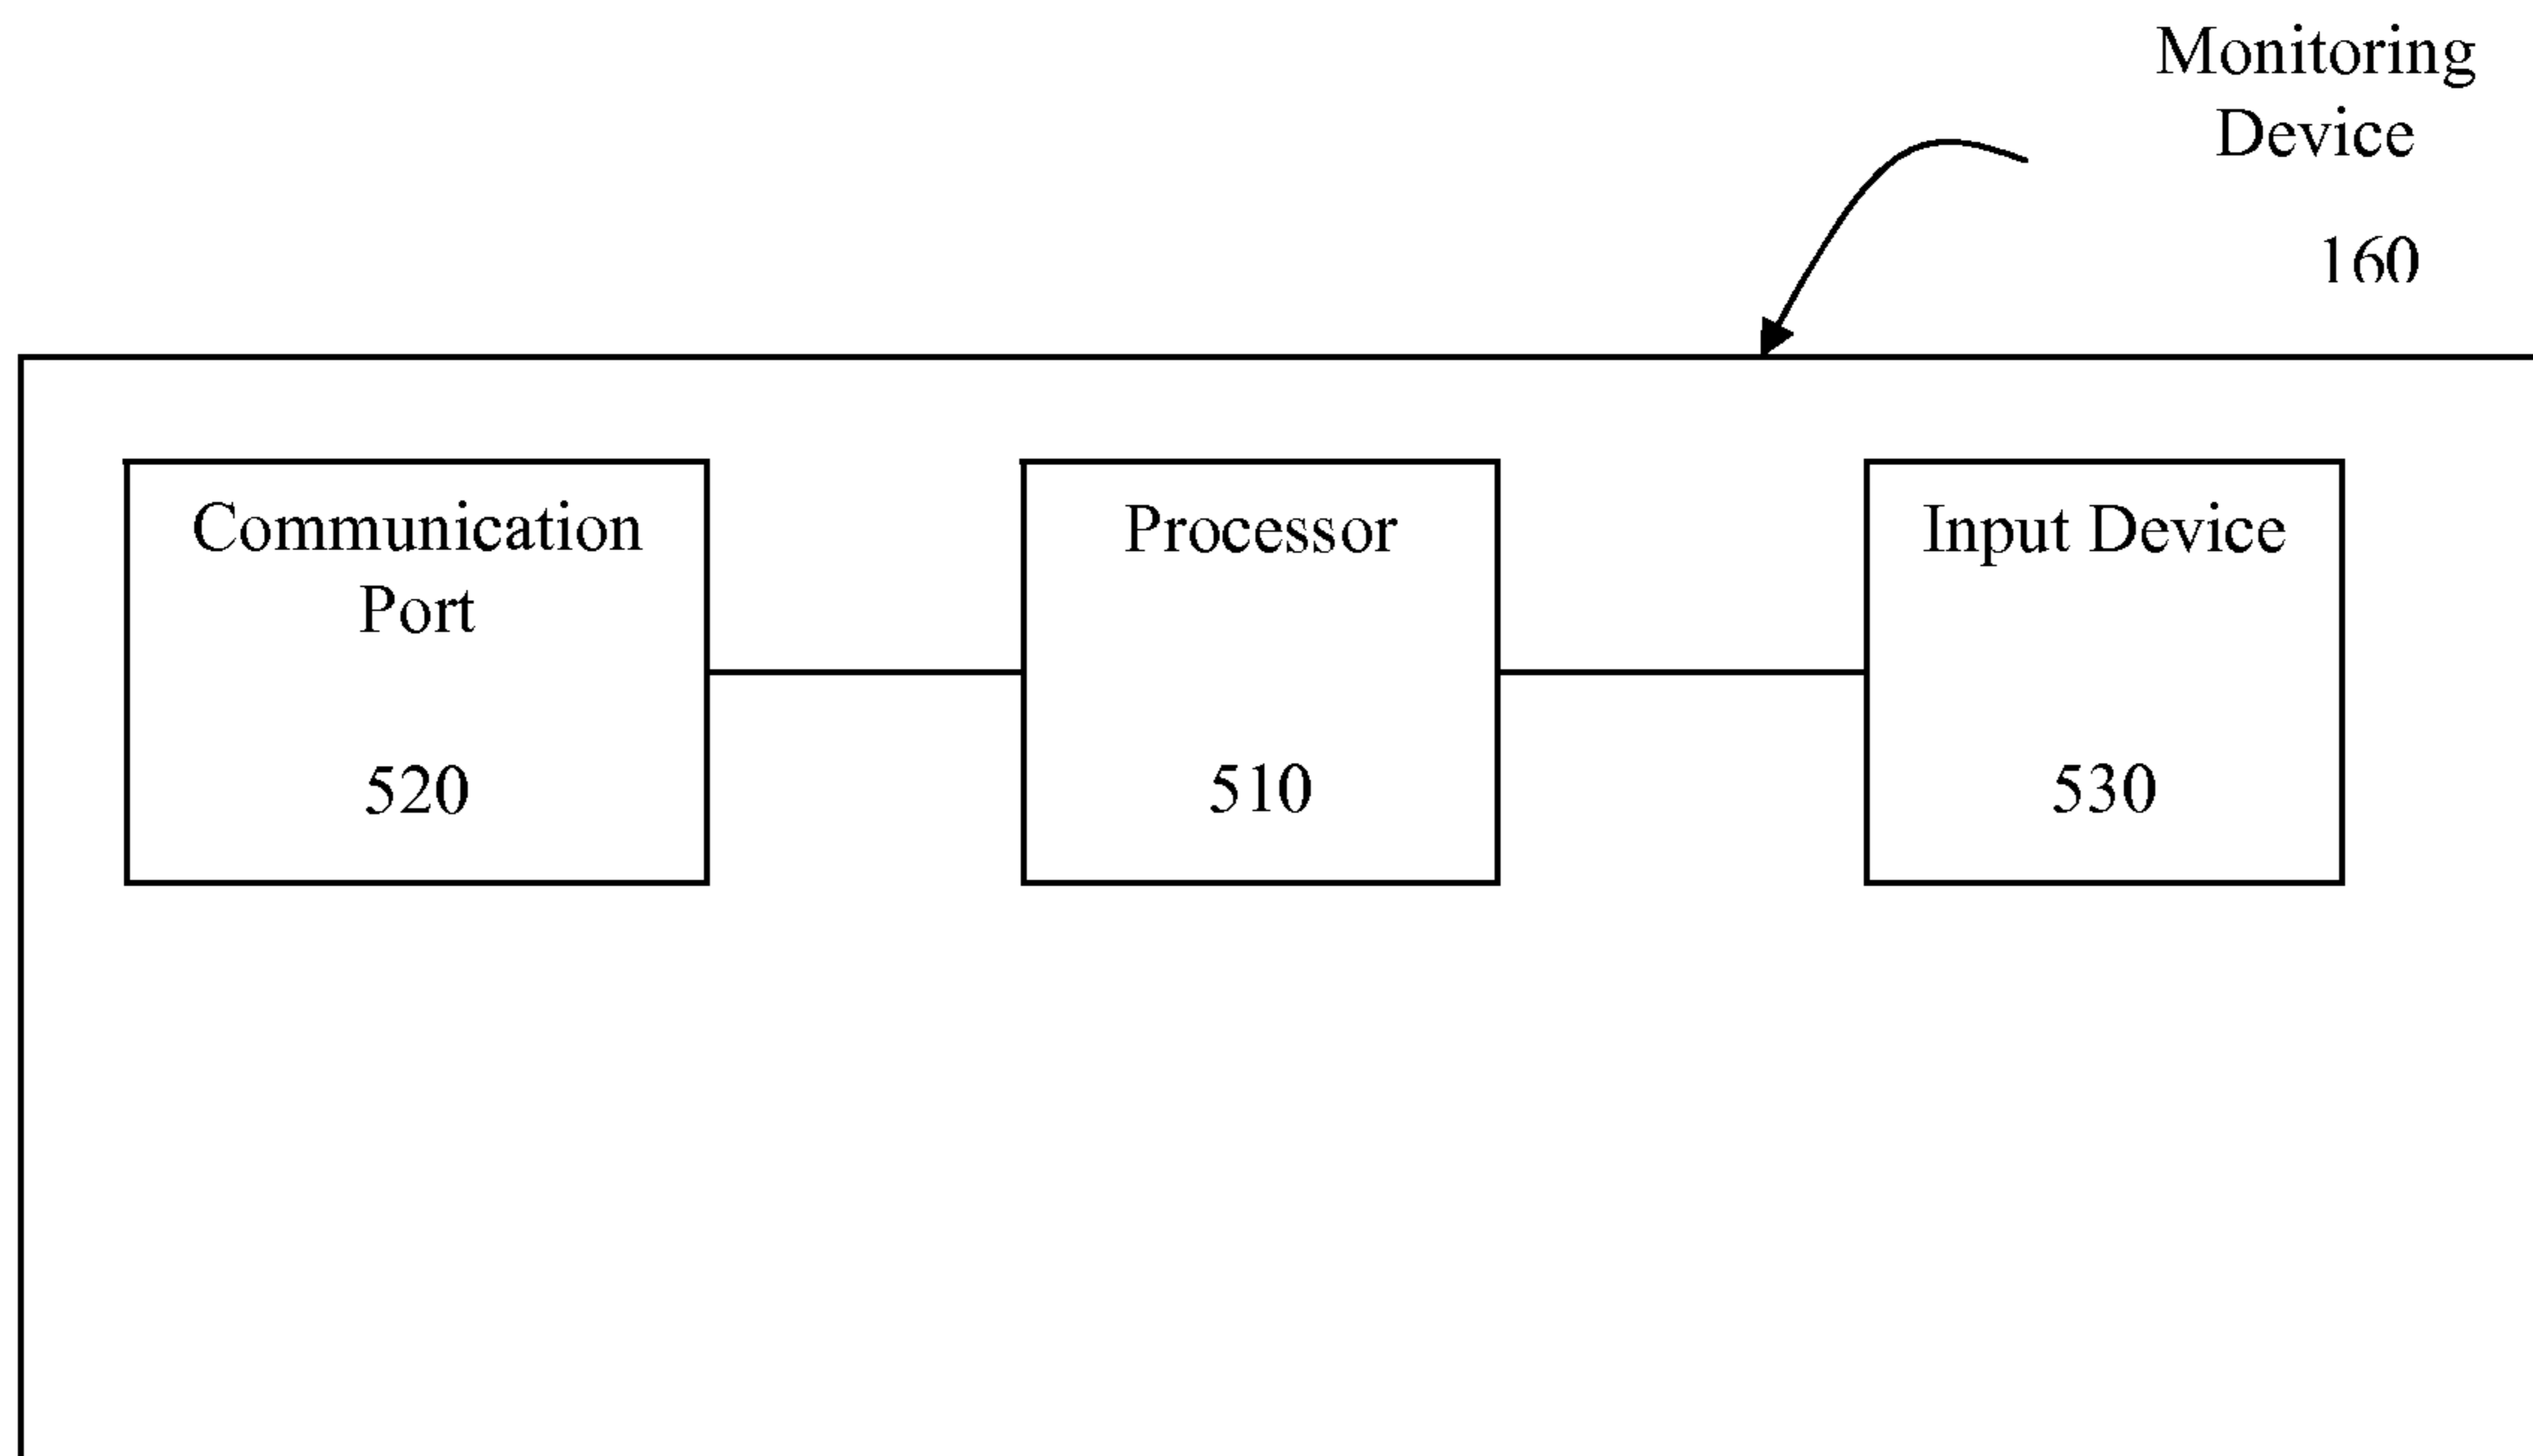 Monitoring
Device
160
Communication
Port
520
Processor
510
Input Device
530